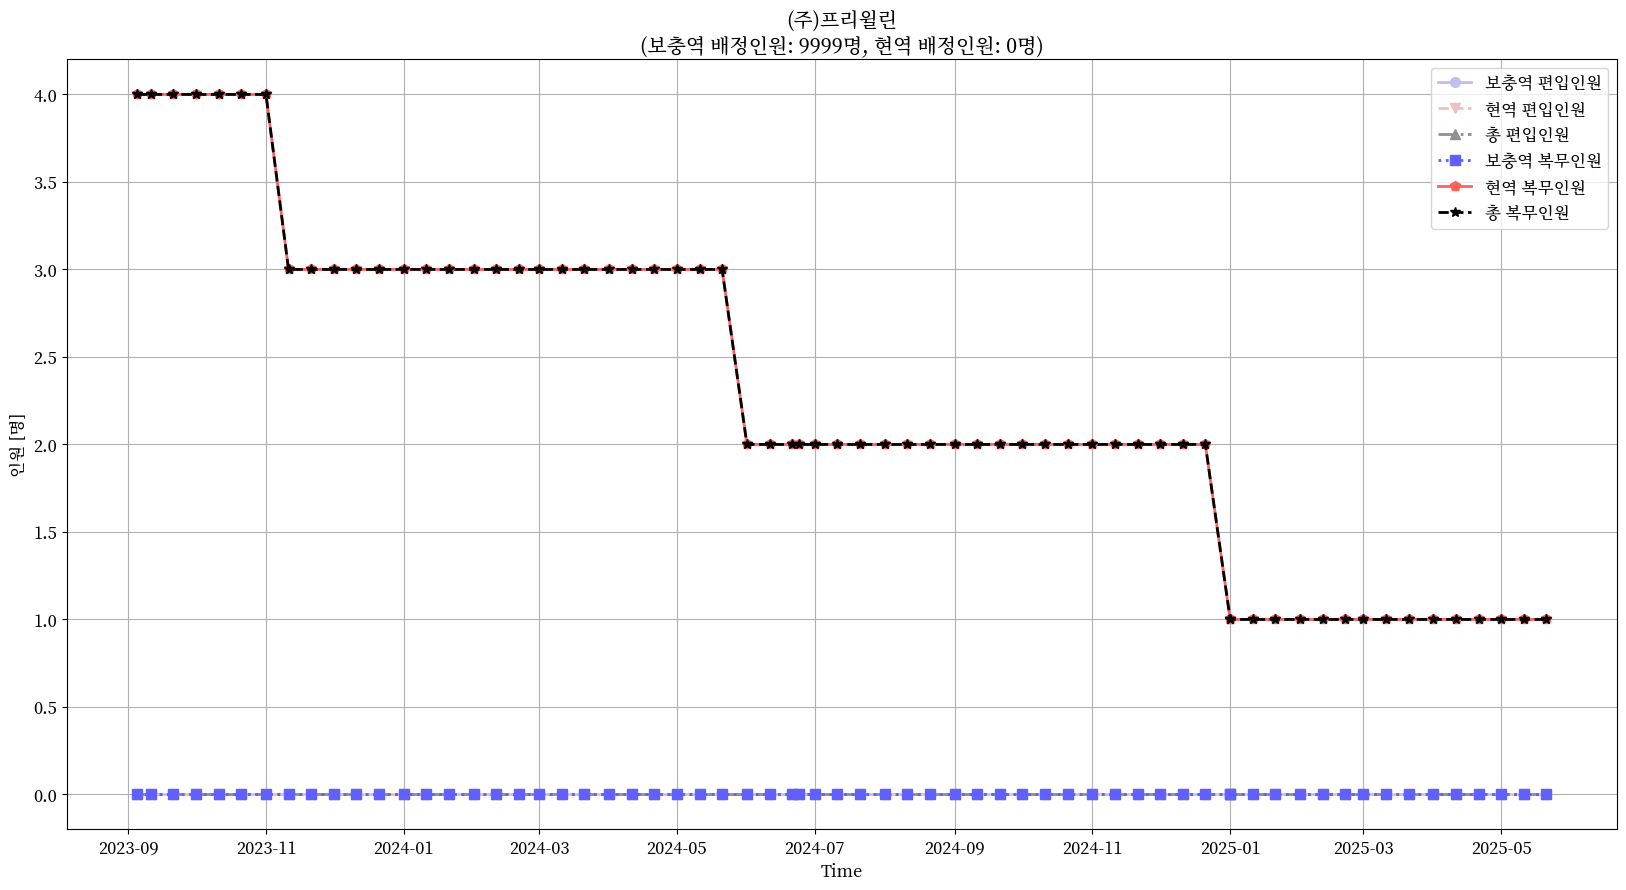 (주)프리윌린
(보충역 배정인원: 9999명, 현역 배정인원: 0명)
보충역 편입인원
현역 편입인원
총 편입인원
보충역 복무인원
현역 복무인원
총 복무인원
4.0
3.5
3.0
2.5
2.0
1.5
1.0
0.5
0.0
인원 [명]
2023-09 2023-11 2024-01 2024-03 2024-05 2024-07 2024-09 2024-11 2025-01 2025-03 2025-05
Time